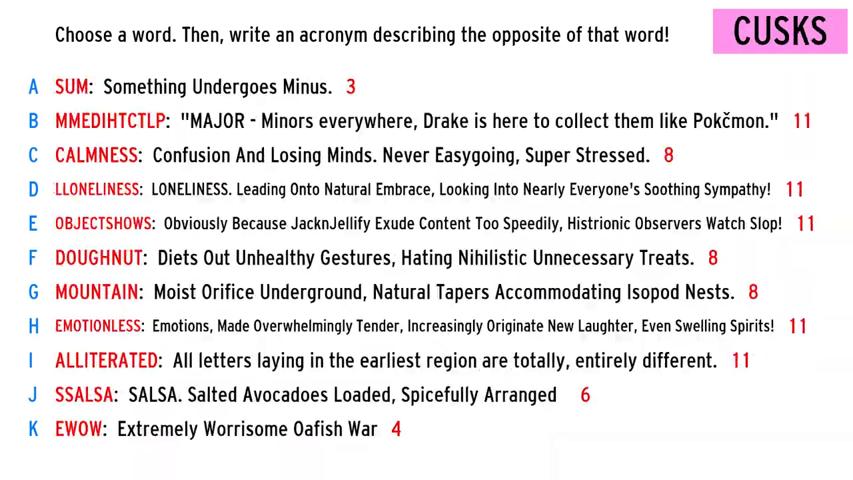 Choose a word. Then, write an acronym describing the opposite of that word!
CUSKS
A SUM: Something Undergoes Minus. 3
B MMEDIHTCTLP: "MAJOR - Minors everywhere, Drake is here to collect them like Pokčmon." 11
C CALMNESS: Confusion And Losing Minds. Never Easygoing, Super Stressed. 8
D LLONELINESS: LONELINESS. Leading Onto Natural Embrace, Looking Into Nearly Everyone's Soothing Sympathy! 11
E OBJECTSHOWS: Obviously Because JacknJellify Exude Content Too Speedily, Histrionic Observers Watch Slop! 11
F DOUGHNUT: Diets Out Unhealthy Gestures, Hating Nihilistic Unnecessary Treats. 8
G MOUNTAIN: Moist Orifice Underground, Natural Tapers Accommodating Isopod Nests. 8
H EMOTIONLESS: Emotions, Made Overwhelmingly Tender, Increasingly Originate New Laughter, Even Swelling Spirits! 11
I ALLITERATED: All letters laying in the earliest region are totally, entirely different. 11
J SSALSA: SALSA. Salted Avocadoes Loaded, Spicefully Arranged 6
K EWOW: Extremely Worrisome Oafish War 4